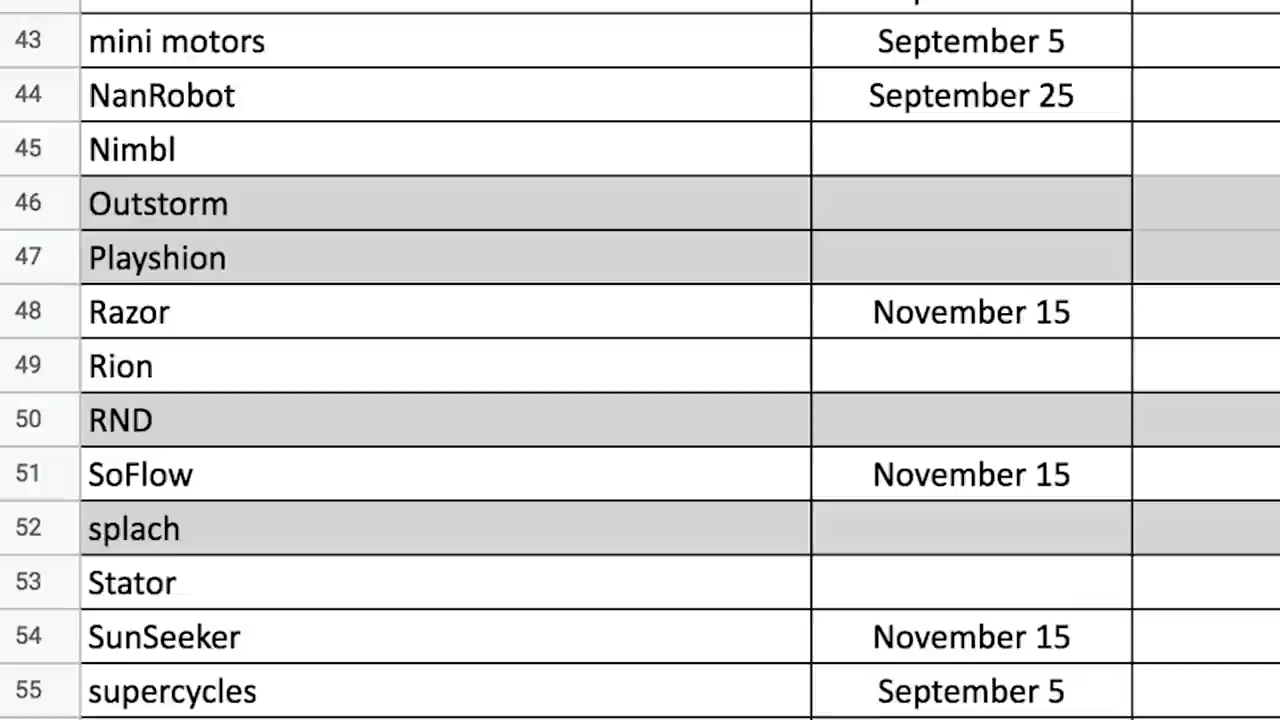 43 mini motors September 5
44 NanRobot September 25
45 Nimbl
46 Outstorm
47 Playshion
48 Razor November 15
49 Rion
50 RND
51 SoFlow November 15
52 splach
53 Stator
54 SunSeeker November 15
55 supercycles September 5